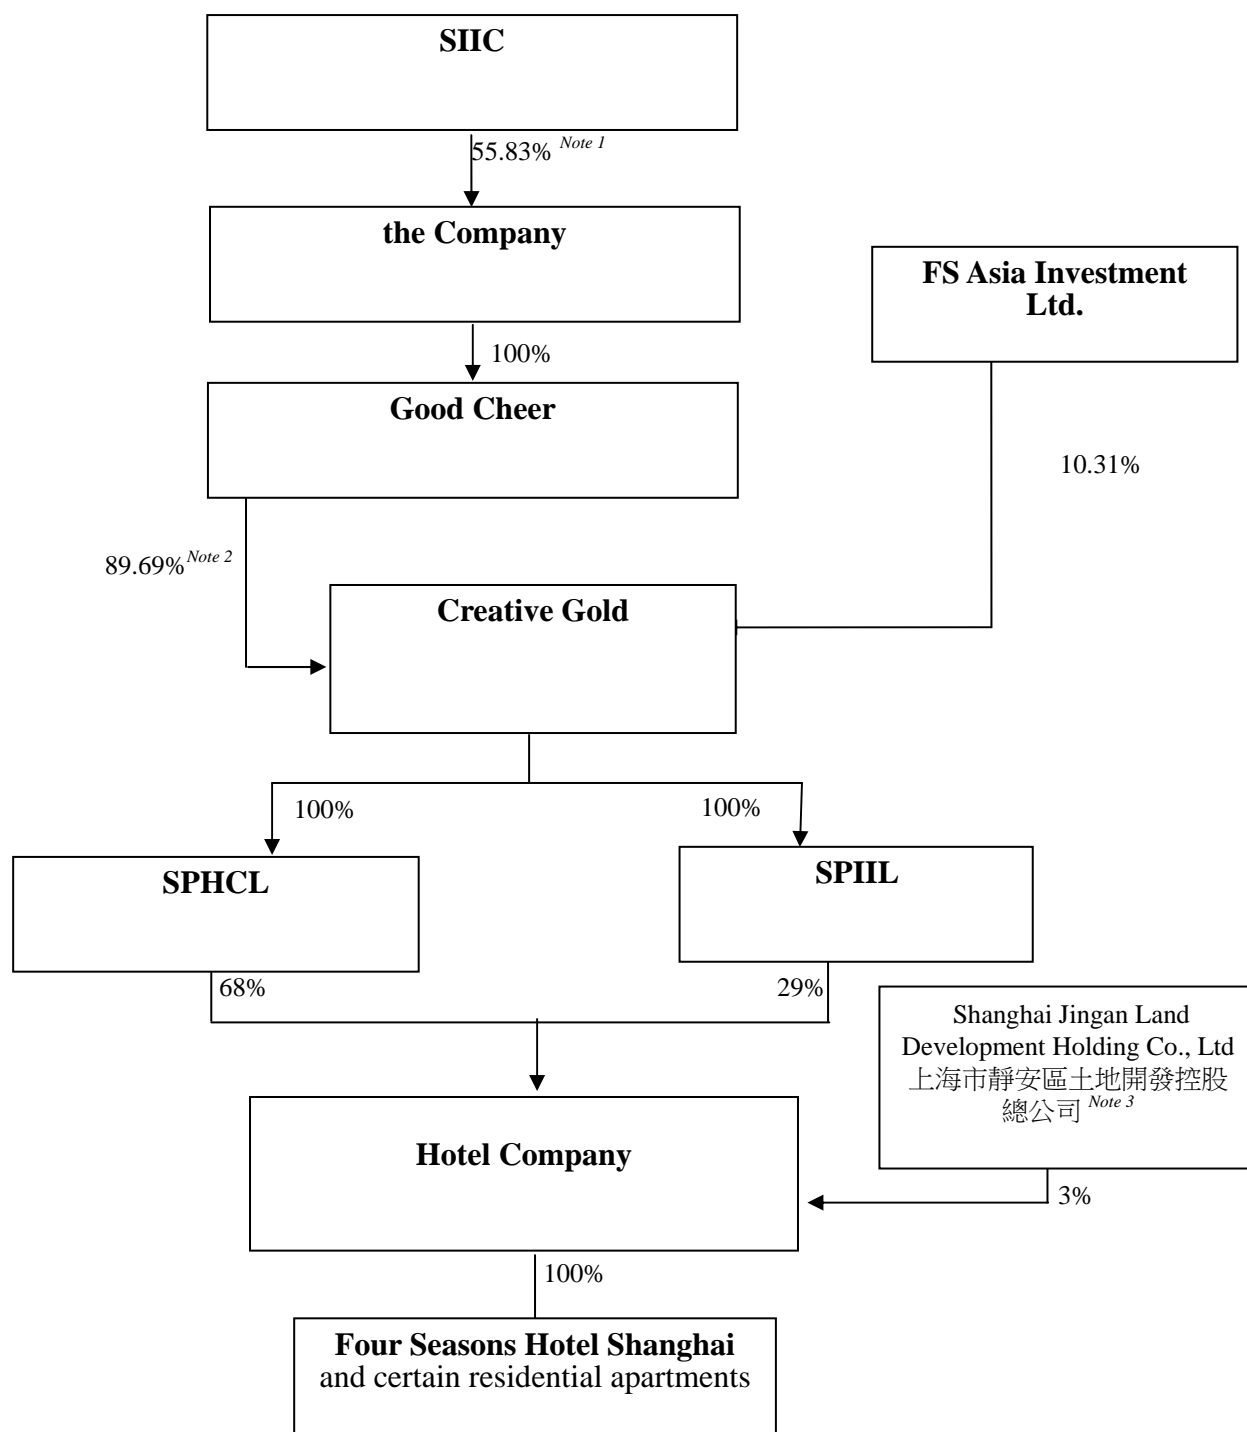 SIIC
55.83% Note 1
the Company
FS Asia Investment
Ltd.
100%
Good Cheer
10.31%
89.69% Note 2
Creative Gold
100%
100%
SPHCL
SPIIL
68%
29%
Shanghai Jingan Land
Development Holding Co., Ltd
上海市靜安區土地開發控股
總公司 Note 3
Hotel Company
3%
100%
Four Seasons Hotel Shanghai
and certain residential apartments